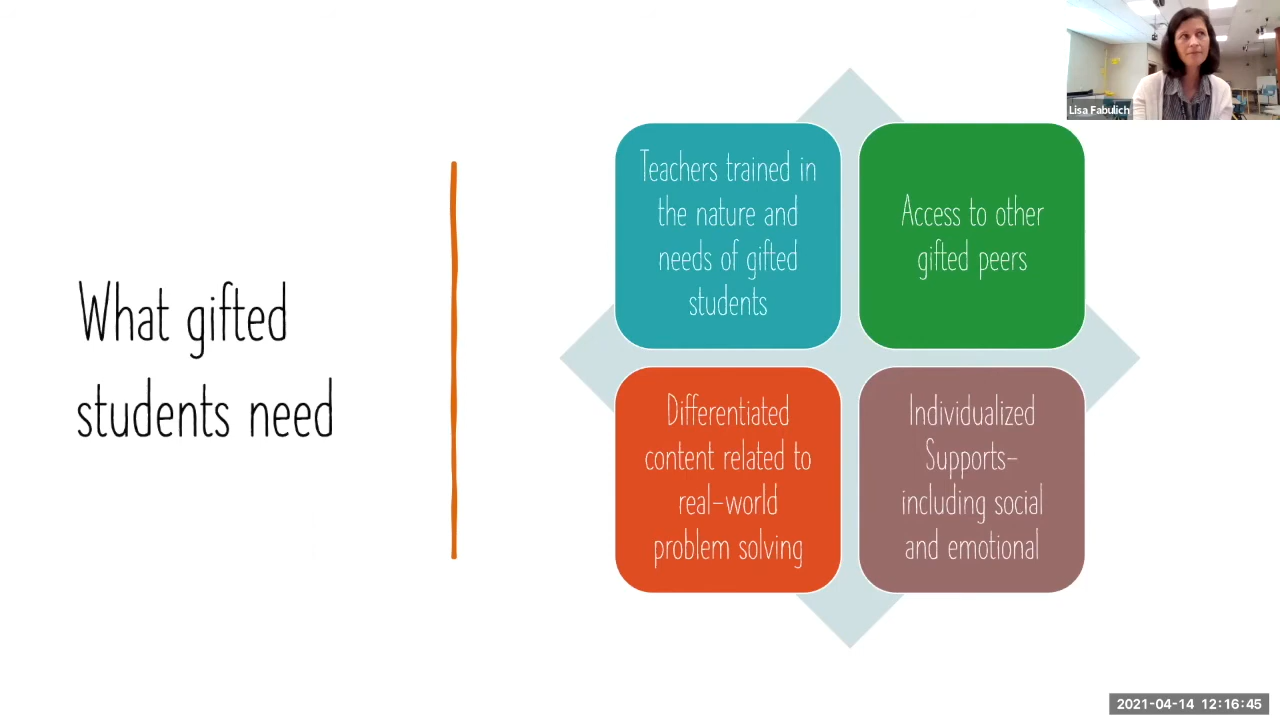 What gifted
students need
Teachers trained in
the nature and
needs of gifted
students
Access to other
gifted peers
Differentiated
content related to
real-world
problem solving
Individualized
Supports-
including social
and emotional
Lisa Fabulich
2021-04-14 12:16:45